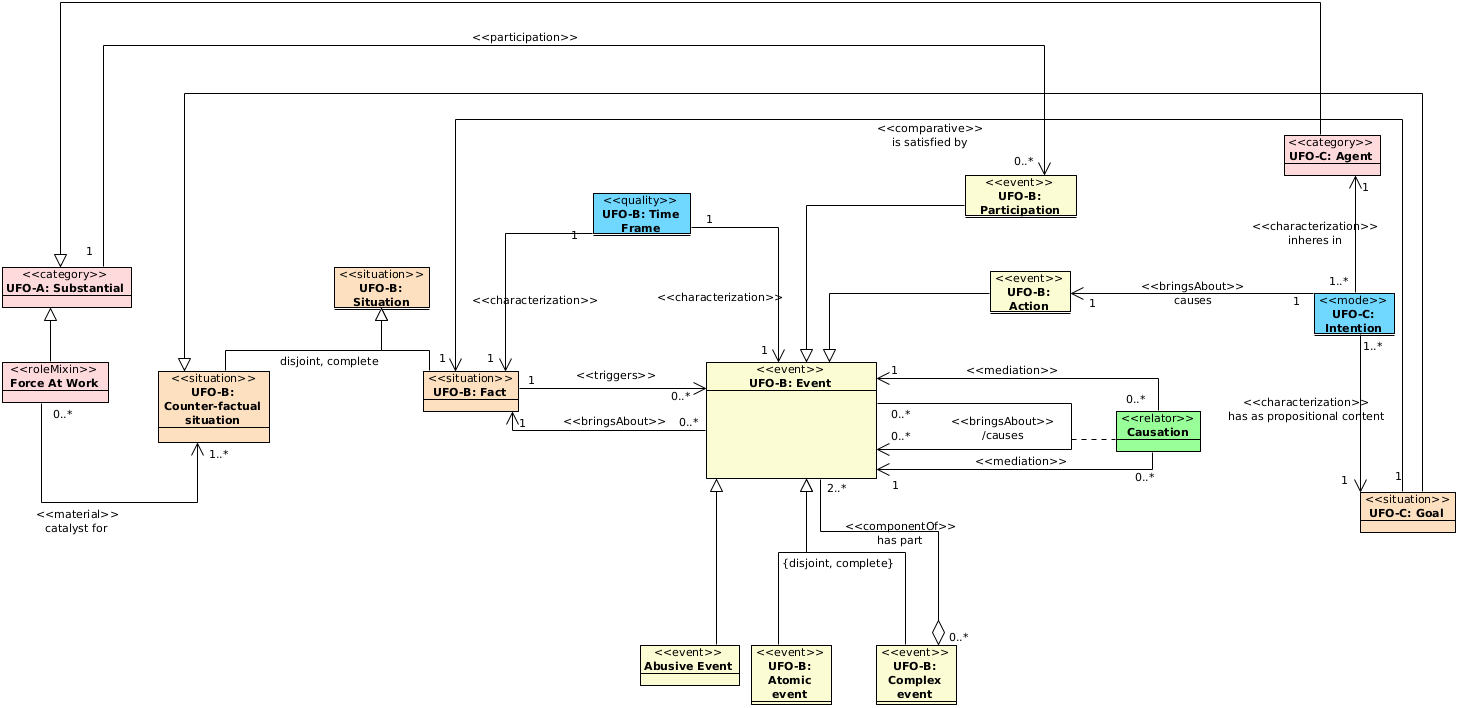 <<participation>>
<<comparative>>
is satisfied by
<<category>>
UFO-C: Agent
0..*
<<event>>
UFO-B:
Participation
1
<<quality>>
UFO-B: Time
Frame
1
1
<<characterization>>
inheres in
1
<<category>>
UFO-A: Substantial
<<situation>>
UFO-B:
Situation
<<characterization>>
<<characterization>>
<<event>>
UFO-B:
Action
1
<<bringsAbout>>
causes
1
1..*
<<mode>>
UFO-C:
Intention
1..*
disjoint, complete
1
1
1
<<roleMixin>>
Force At Work
0..*
<<situation>>
UFO-B:
Counter-factual
situation
1..*
<<situation>>
UFO-B: Fact
1
<<triggers>>
0..*
1
<<bringsAbout>>
0..*
<<event>>
UFO-B: Event
1
<<mediation>>
0..*
0..*
<<bringsAbout>>
/causes
0..*
<<relator>>
Causation
<<mediation>>
1
0..*
<<characterization>>
has as propositional content
1
1
<<situation>>
UFO-C: Goal
<<material>>
catalyst for
2..*
<<componentOf>>
has part
{disjoint, complete}
0..*
<<event>>
Abusive Event
<<event>>
UFO-B:
Atomic
event
<<event>>
UFO-B:
Complex
event